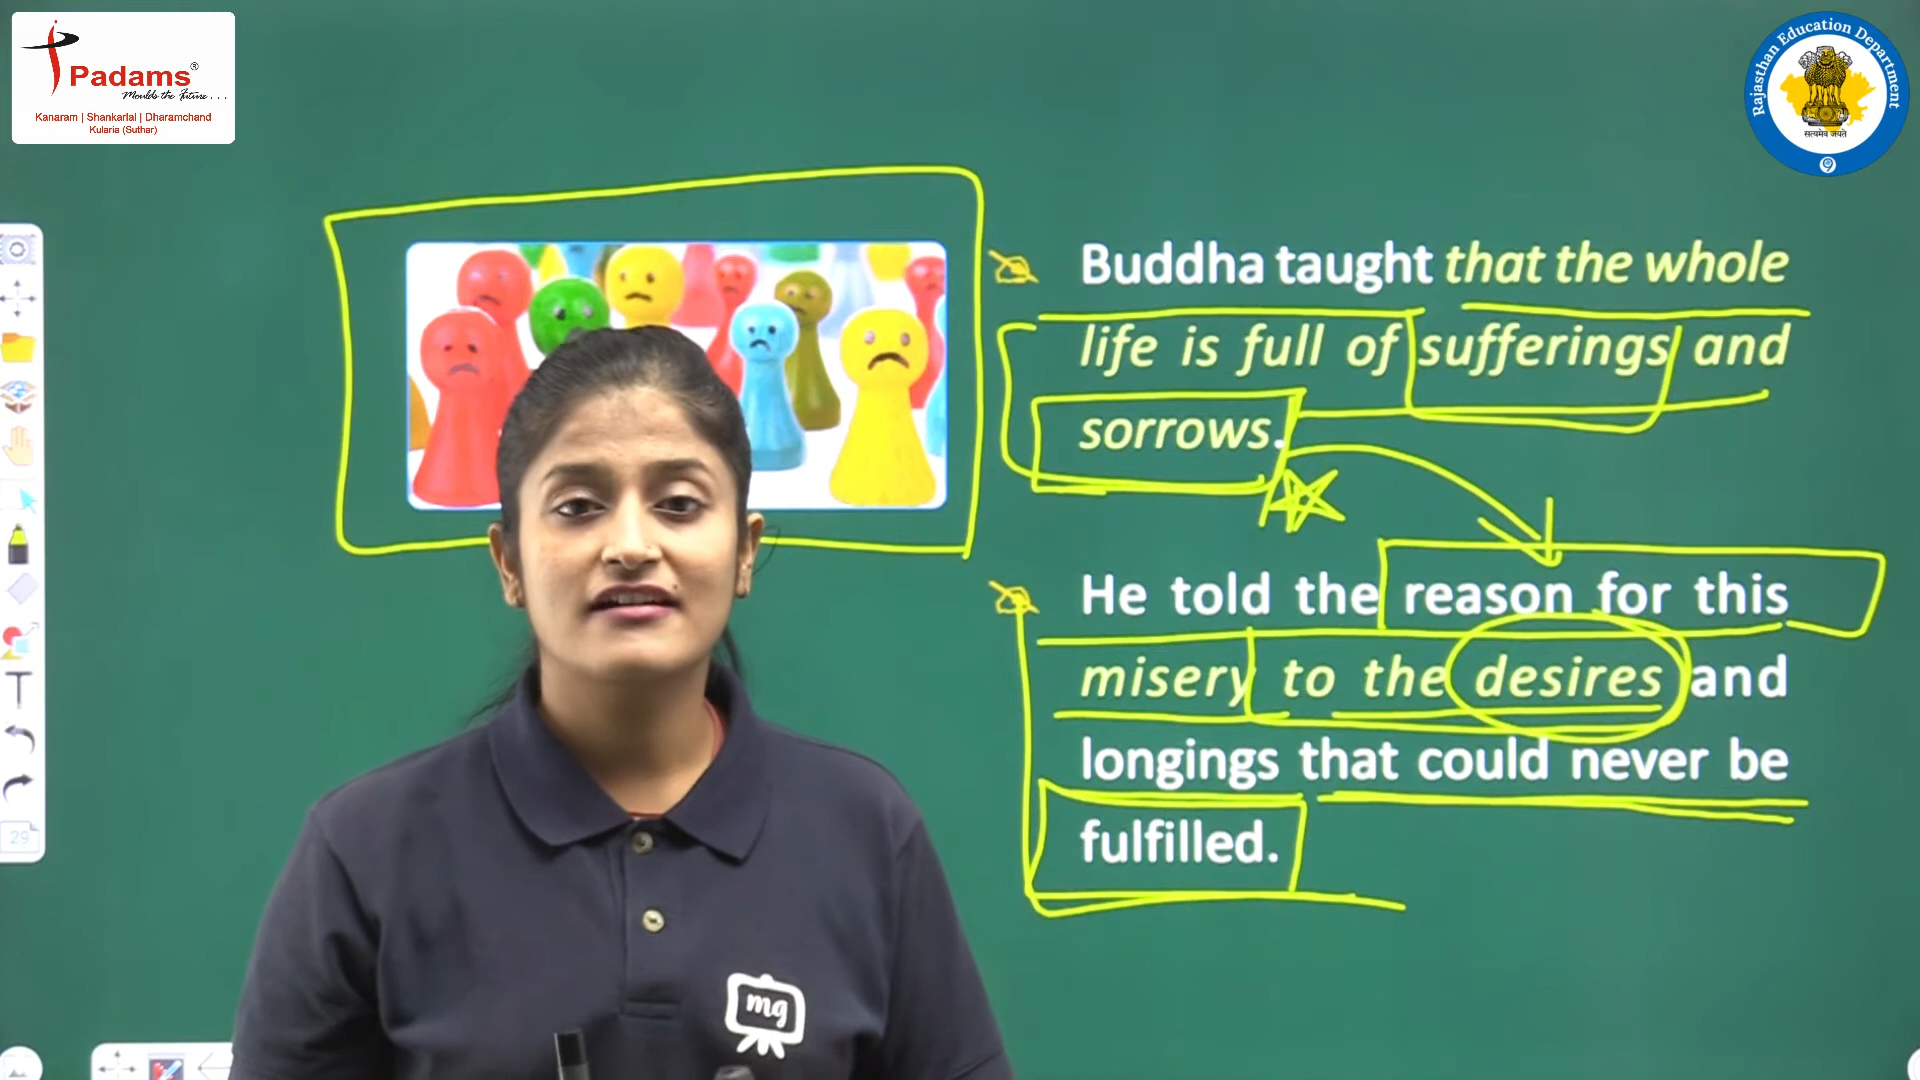 Padams®
Moulds the Future...
Kanaram | Shankarlal | Dharamchand
Kularia (Suthar)
Rajasthan Education Department
सत्यमेव जयते
Buddha taught that the whole
life is full of sufferings and
sorrows.
He told the reason for this
misery to the desires and
longings that could never be
fulfilled.
T
29
mg